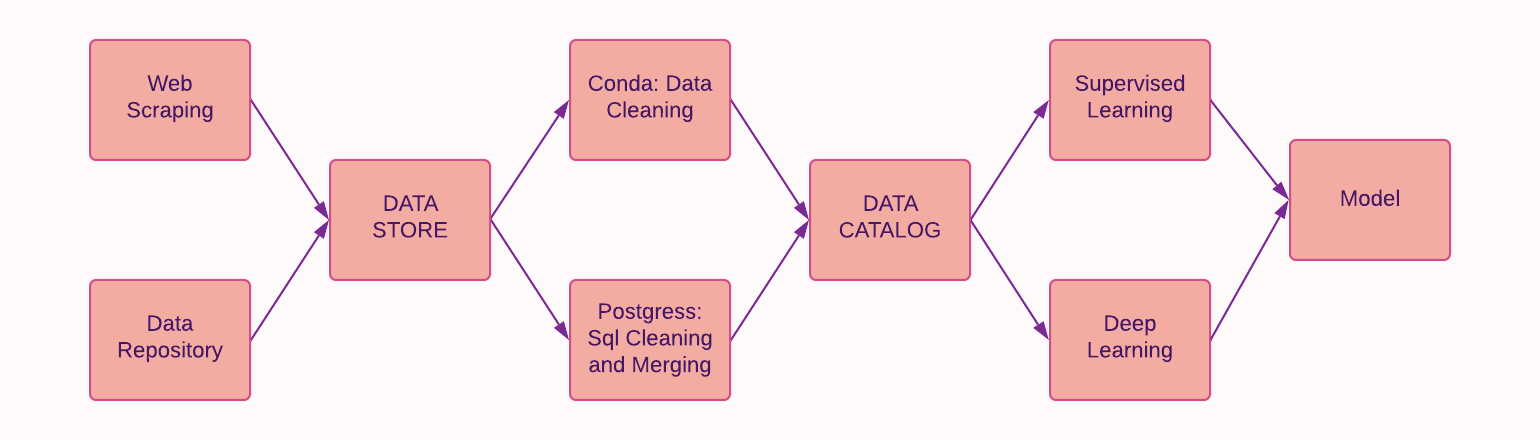 Web
Scraping
Data
Repository
DATA
STORE
Conda: Data
Cleaning
Postgress:
Sql Cleaning
and Merging
DATA
CATALOG
Supervised
Learning
Deep
Learning
Model